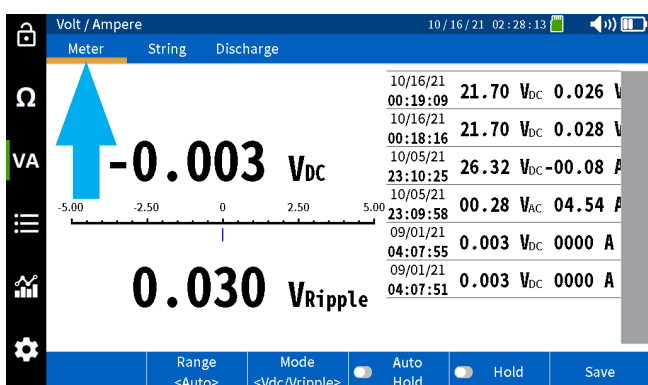 Volt / Ampere 10/16/21 02:28:13
Meter String Discharge
Ω
VA
-0.003 VDC
-5.00 -2.50 0 2.50 5.00
0.030 VRipple
10/16/21
00:19:09 21.70 VDC 0.026 V
10/16/21
00:18:16 21.70 VDC 0.028 V
10/05/21
23:10:25 26.32 VDC -00.08 A
10/05/21
23:09:58 00.28 VAC 04.54 A
09/01/21
04:07:55 0.003 VDC 0000 A
09/01/21
04:07:51 0.003 VDC 0000 A
Range
<Auto>
Mode
<Vdc/Vripple>
Auto
Hold
Hold
Save